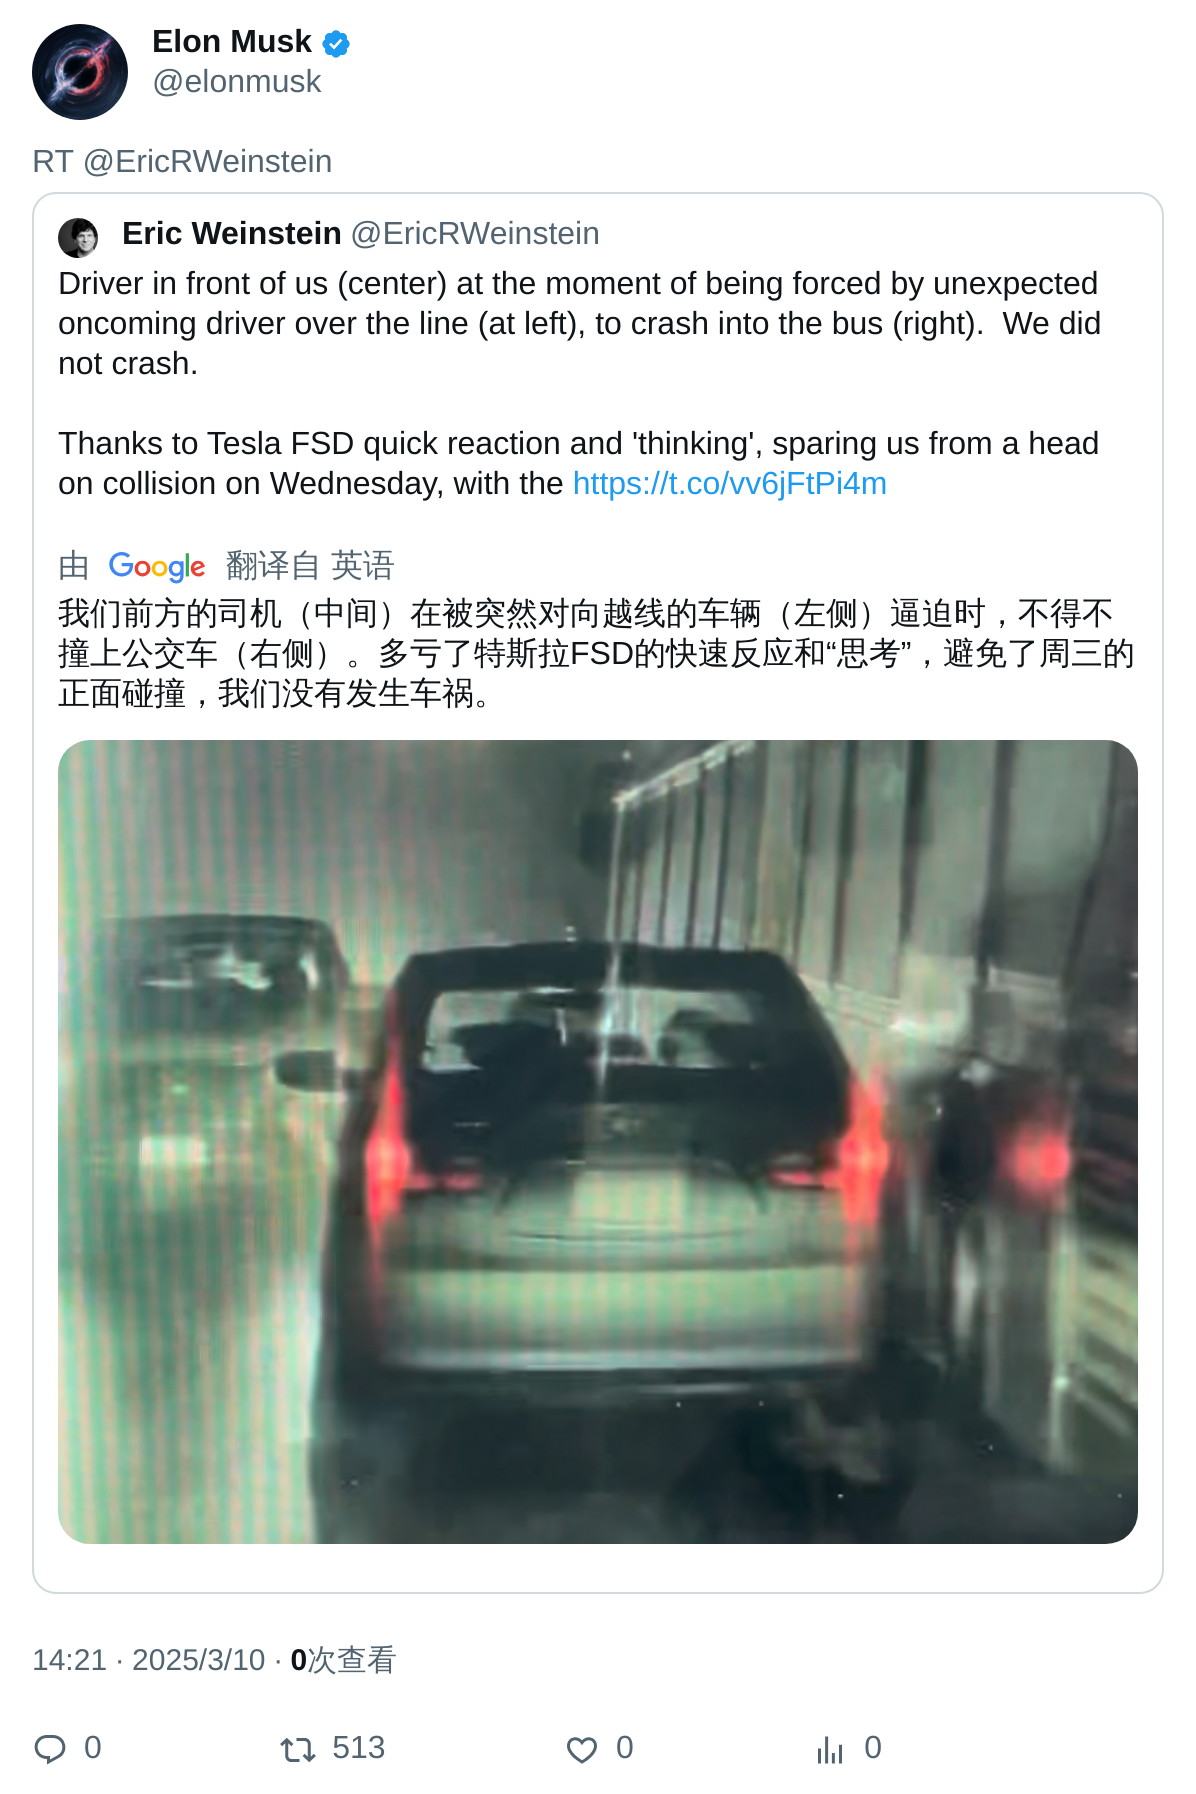 Elon Musk
@elonmusk
RT @EricRWeinstein
Eric Weinstein @EricRWeinstein
Driver in front of us (center) at the moment of being forced by unexpected
oncoming driver over the line (at left), to crash into the bus (right).  We did
not crash.
Thanks to Tesla FSD quick reaction and 'thinking', sparing us from a head
on collision on Wednesday, with the https://t.co/vv6jFtPi4m
由 Google 翻译自 英语
我们前方的司机（中间）在被突然对向越线的车辆（左侧）逼迫时，不得不
撞上公交车（右侧）。多亏了特斯拉FSD的快速反应和“思考”，避免了周三的
正面碰撞，我们没有发生车祸。
14:21 · 2025/3/10 · 0次查看
0 513 0 0